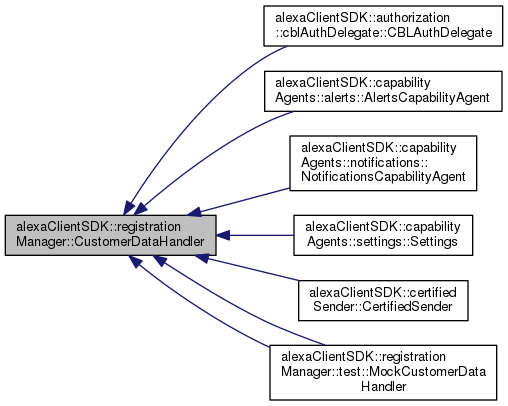 alexaClientSDK::authorization
::cblAuthDelegate::CBLAuthDelegate
alexaClientSDK::capability
Agents::alerts::AlertsCapabilityAgent
alexaClientSDK::capability
Agents::notifications::
NotificationsCapabilityAgent
alexaClientSDK::registration
Manager::CustomerDataHandler
alexaClientSDK::capability
Agents::settings::Settings
alexaClientSDK::certified
Sender::CertifiedSender
alexaClientSDK::registration
Manager::test::MockCustomerData
Handler